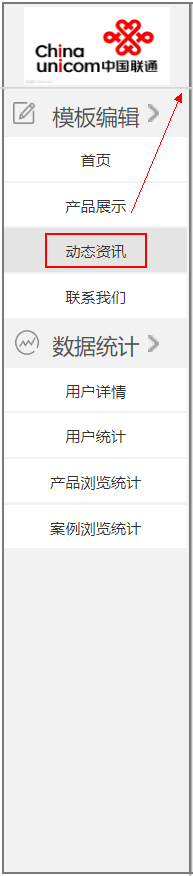 China
unicom中国联通
模板编辑
首页
产品展示
动态资讯
联系我们
数据统计
用户详情
用户统计
产品浏览统计
案例浏览统计